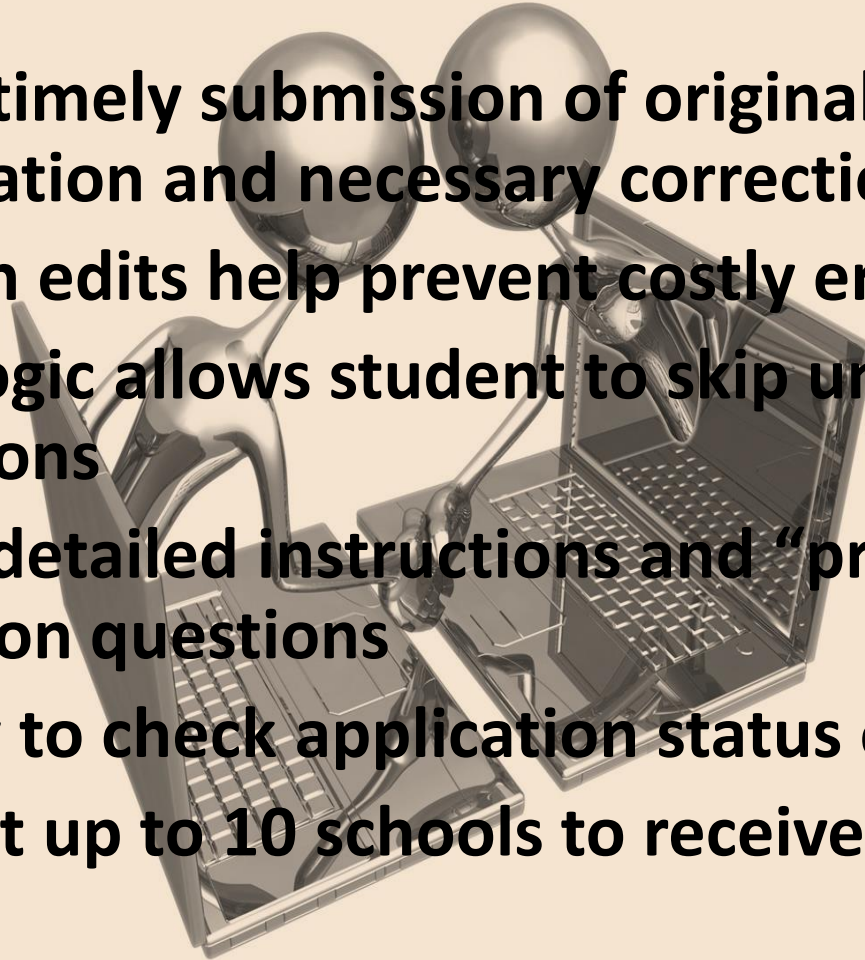 timely submission of original
ation and necessary correctio
n edits help prevent costly er
ogic allows student to skip un
ons
detailed instructions and “pr
on questions
to check application status
t up to 10 schools to receive